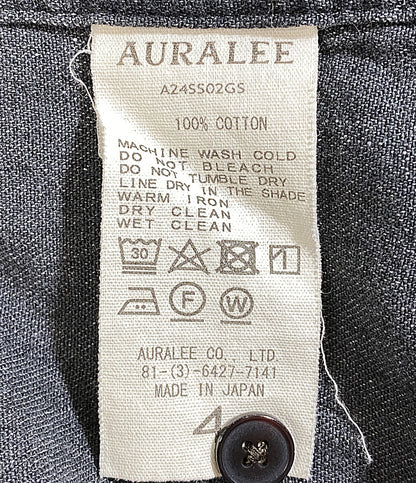 AURALEE
A24SS02GS
100% COTTON
MACHINE WASH COLD
DO NOT BLEACH
DO NOT TUMBLE DRY
LINE DRY IN THE SHADE
WARM IRON
DRY CLEAN
WET CLEAN
30
F W
AURALEE CO., LTD
81-(3)-6427-7141
MADE IN JAPAN
4